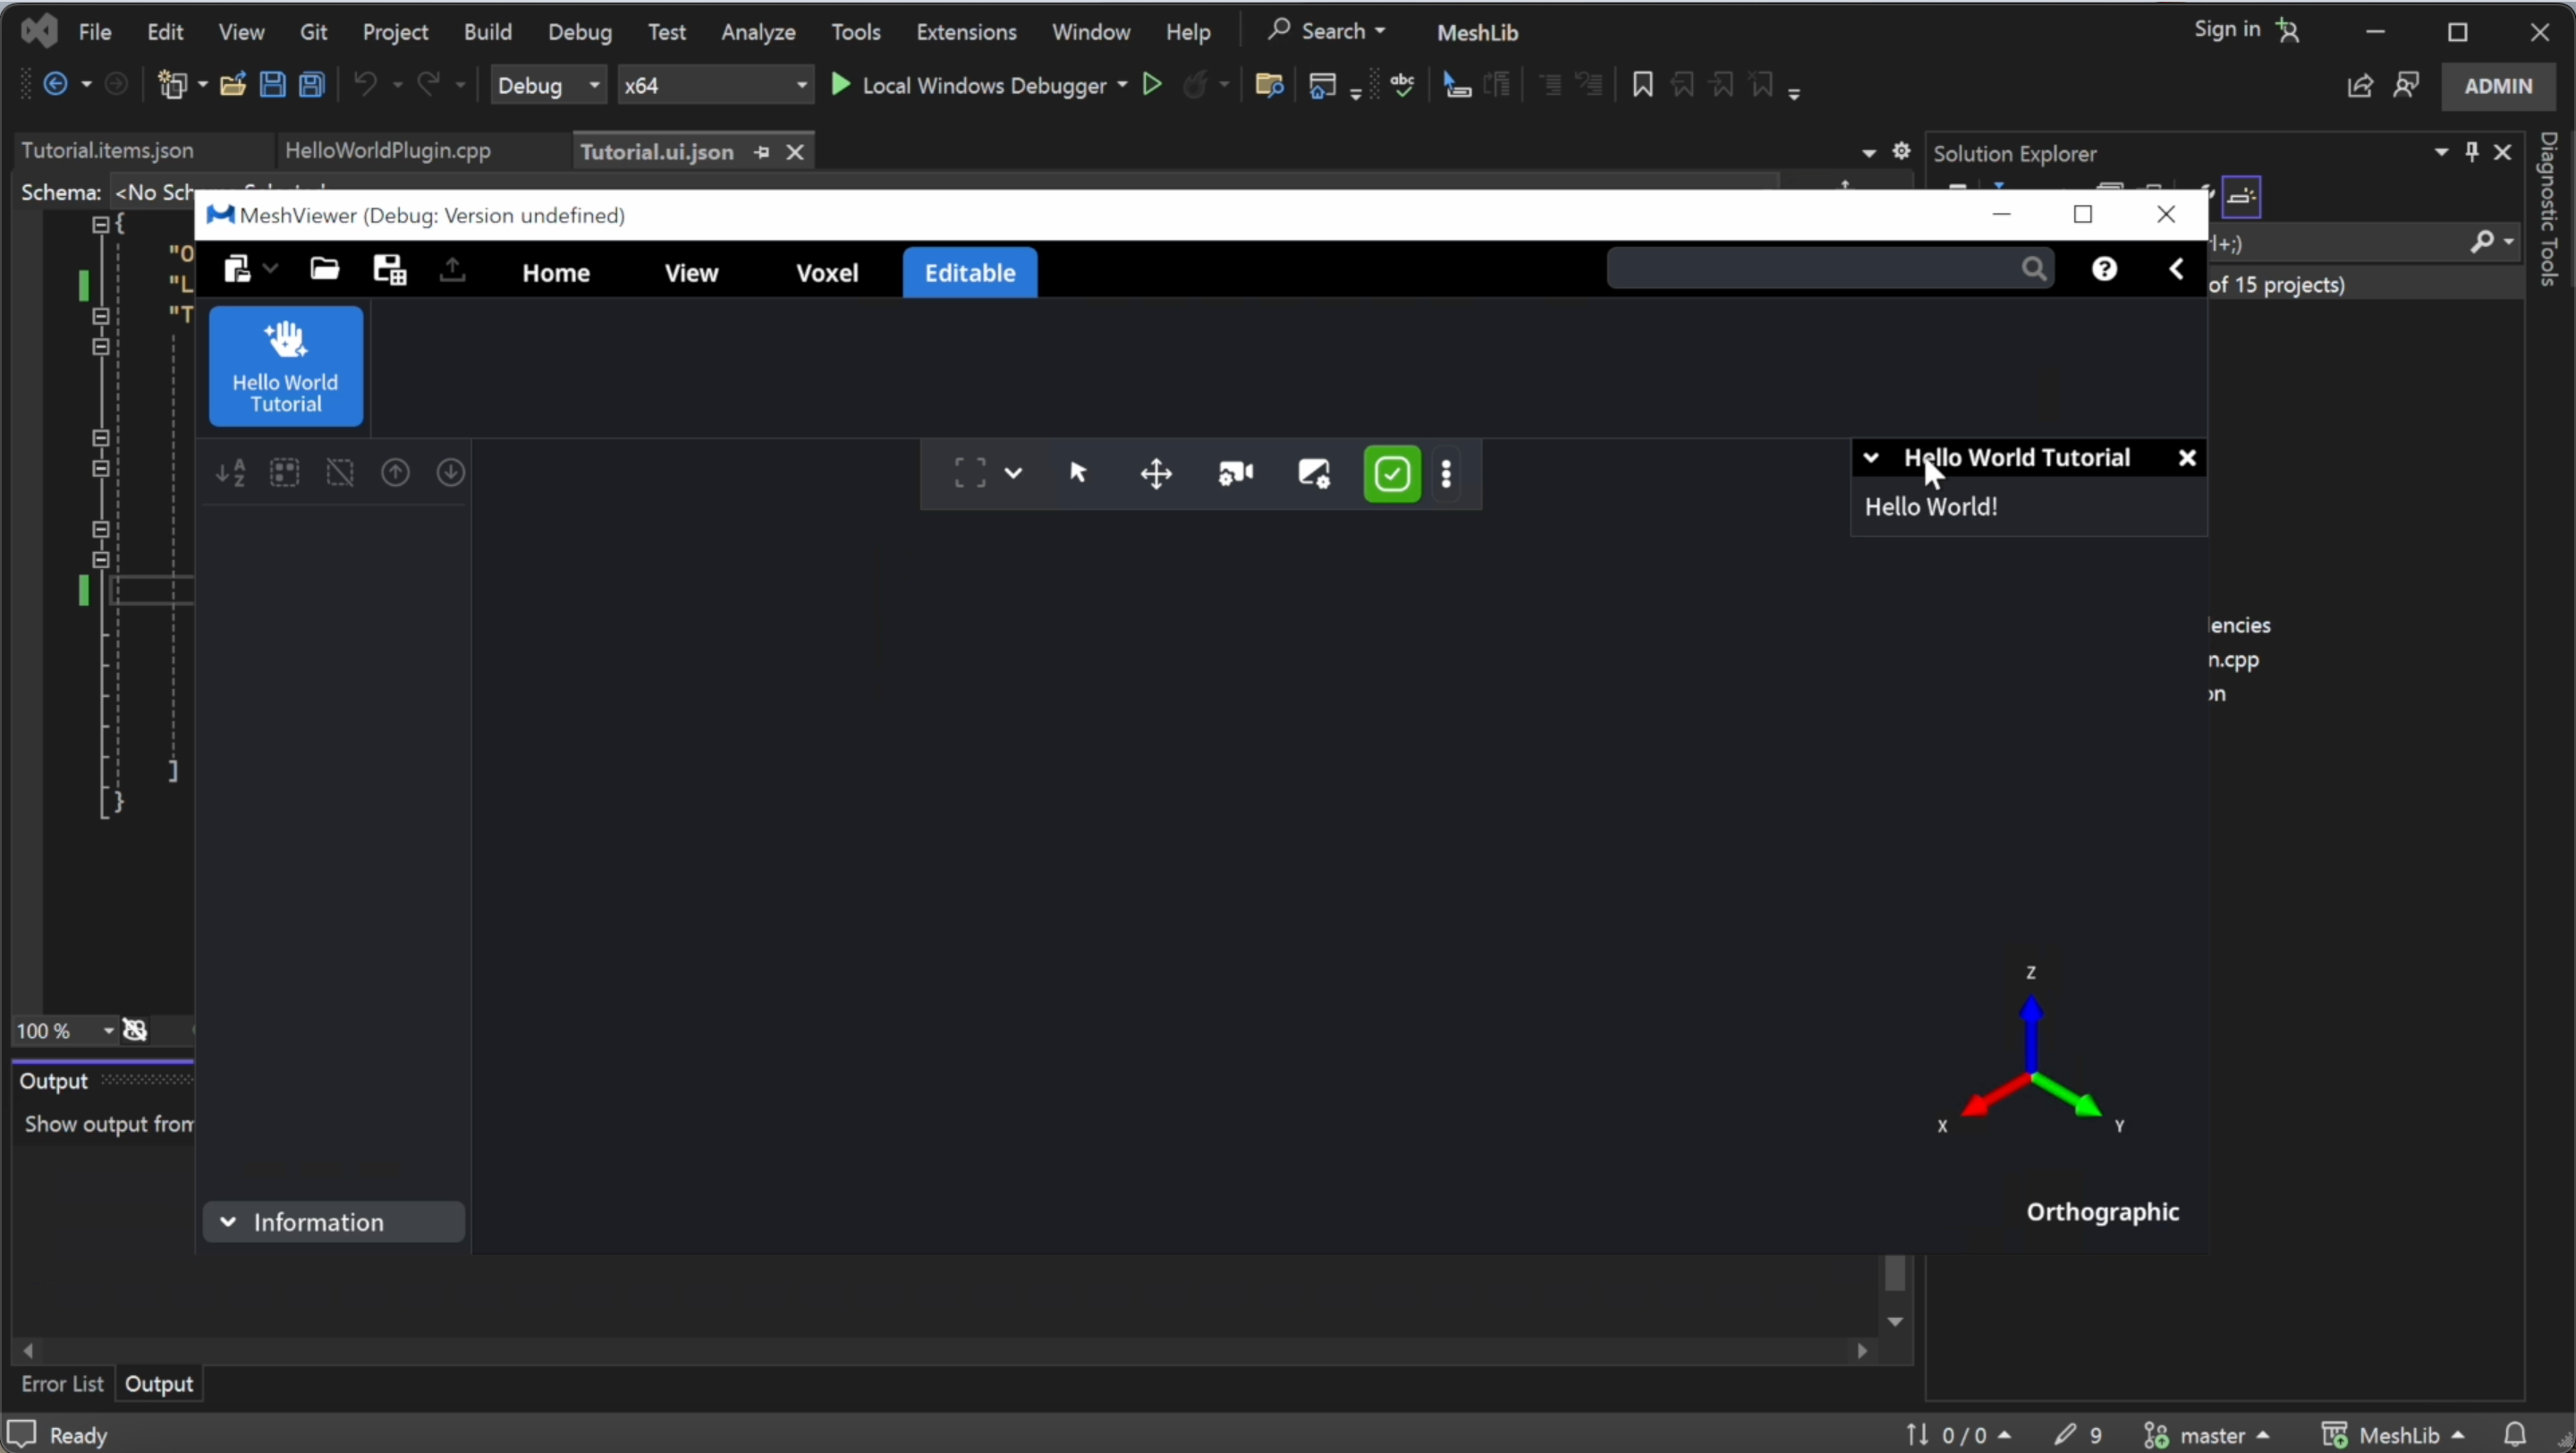 File Edit View Git Project Build Debug Test Analyze Tools Extensions Window Help Search MeshLib Sign in
Debug x64 Local Windows Debugger abc ADMIN
Tutorial.items.json HelloWorldPlugin.cpp Tutorial.ui.json Solution Explorer
Diagnostic Tools
Schema: <No Sch
MeshViewer (Debug: Version undefined)
{
"O
l+;)
Home View Voxel Editable
"L
of 15 projects)
"T
Hello World
Tutorial
Hello World Tutorial
A
Z
Hello World!
lencies
n.cpp
on
]
}
Z
X Y
100 %
Output
Show output from
Information
Orthographic
Error List Output
Ready 0 / 0 9 master MeshLib